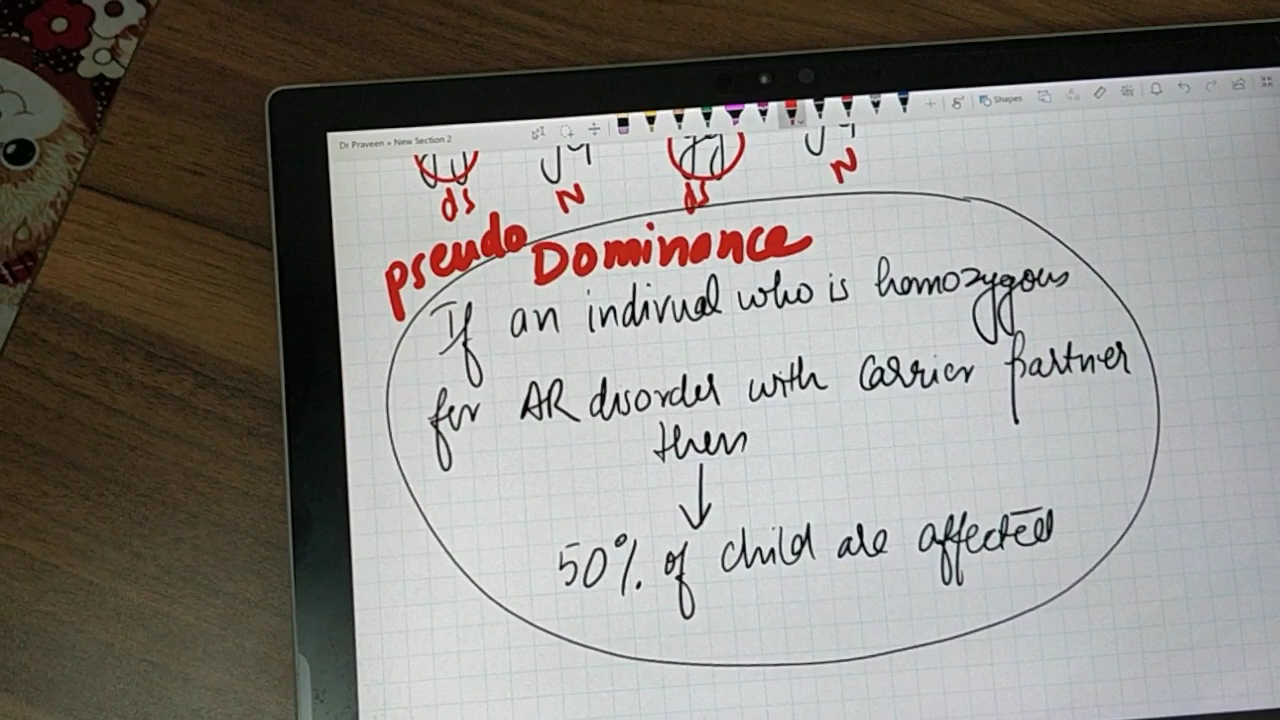 Dr Praveen » New Section 2
Shapes
ds N ds N
pseudo Dominance
If an indivual who is homozygous
for AR disorder with carrier partner
then
50% of child are affected